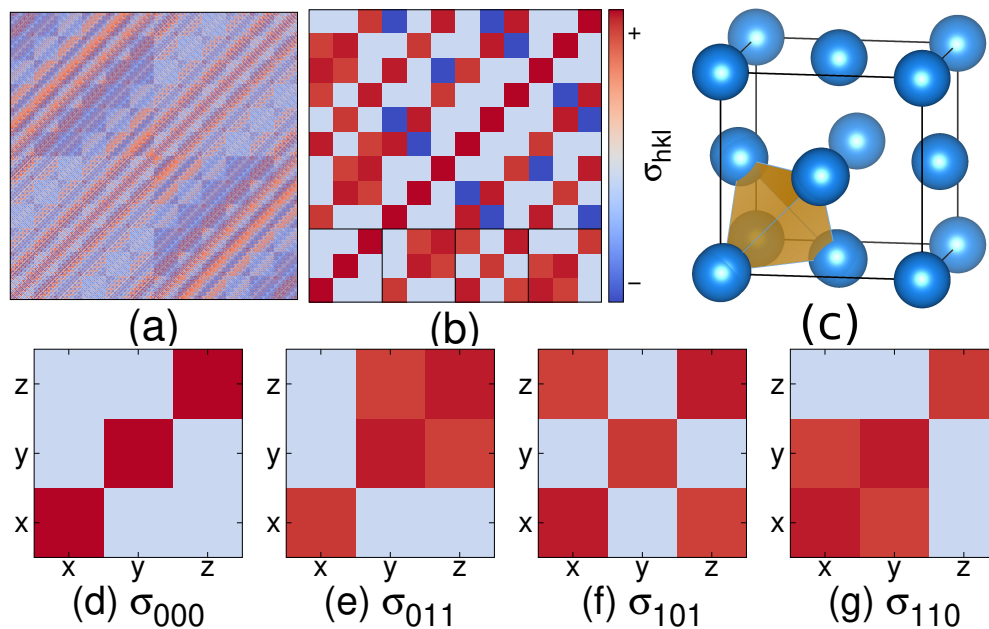 +
σhkl
−
(a)
(b)
(c)
x y z
z
y
x
x y z
z
y
x
x y z
z
y
x
x y z
z
y
x
x y z
x y z
x y z
x y z
(d) σ000
(e) σ011
(f) σ101
(g) σ110